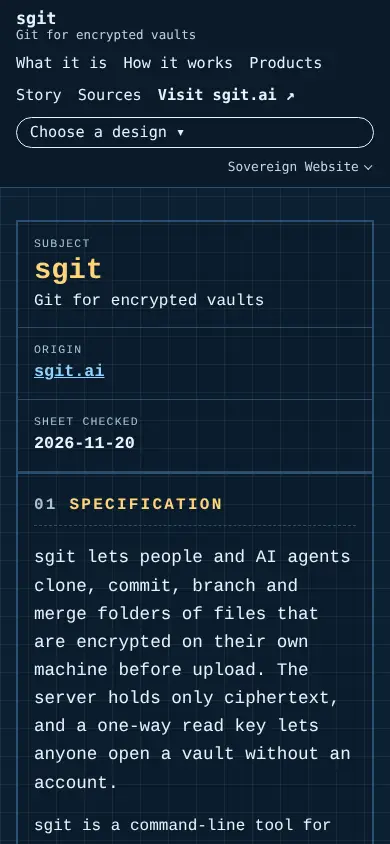 sgit
Git for encrypted vaults
What it is How it works Products
Story Sources Visit sgit.ai ↗
Choose a design ▾
Sovereign Website
SUBJECT
sgit
Git for encrypted vaults
ORIGIN
sgit.ai
SHEET CHECKED
2026-11-20
01 SPECIFICATION
sgit lets people and AI agents
clone, commit, branch and
merge folders of files that
are encrypted on their own
machine before upload. The
server holds only ciphertext,
and a one-way read key lets
anyone open a vault without an
account.
sgit is a command-line tool for